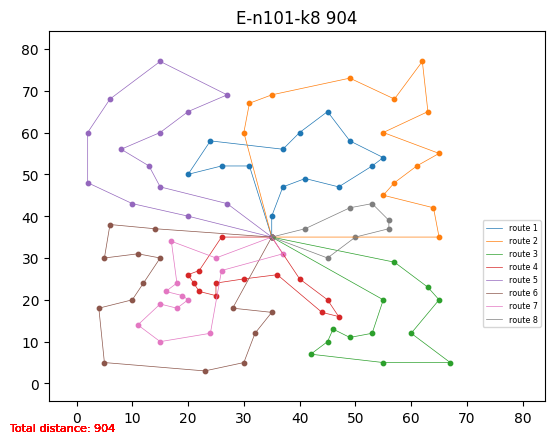 E-n101-k8 904
80
70
60
50
40
30
20
10
0
route 1
route 2
route 3
route 4
route 5
route 6
route 7
route 8
0 10 20 30 40 50 60 70 80
Total distance: 904